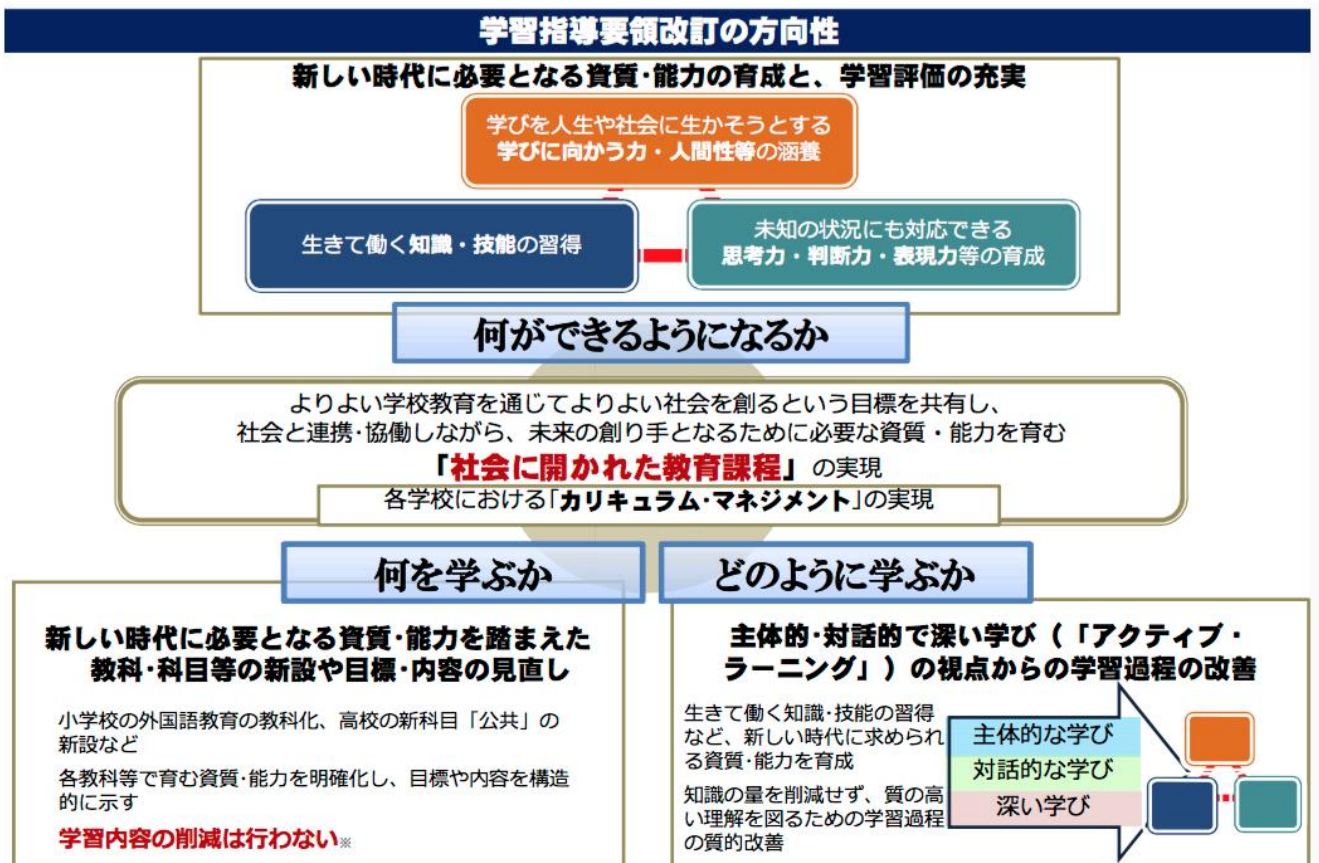 学習指導要領改訂の方向性
新しい時代に必要となる資質･能力の育成と、学習評価の充実
学びを人生や社会に生かそうとする
学びに向かう力・人間性等の涵養
生きて働く知識・技能の習得
未知の状況にも対応できる
思考力・判断力・表現力等の育成
何ができるようになるか
よりよい学校教育を通じてよりよい社会を創るという目標を共有し、
社会と連携･協働しながら、未来の創り手となるために必要な資質・能力を育む
「社会に開かれた教育課程」の実現
各学校における｢カリキュラム･マネジメント｣の実現
何を学ぶか
新しい時代に必要となる資質･能力を踏まえた
教科･科目等の新設や目標･内容の見直し
小学校の外国語教育の教科化、高校の新科目「公共」の
新設など
各教科等で育む資質･能力を明確化し、目標や内容を構造
的に示す
学習内容の削減は行わない※
どのように学ぶか
主体的･対話的で深い学び（「アクティブ・
ラーニング」）の視点からの学習過程の改善
生きて働く知識･技能の習得
など、新しい時代に求められ
る資質･能力を育成
知識の量を削減せず、質の高
い理解を図るための学習過程
の質的改善
主体的な学び
対話的な学び
深い学び